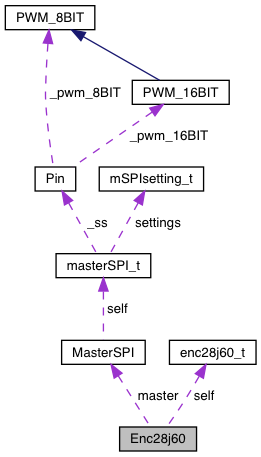 PWM_8BIT
PWM_16BIT
_pwm_8BIT
_pwm_16BIT
Pin
mSPIsetting_t
_ss
settings
masterSPI_t
self
MasterSPI
enc28j60_t
master
self
Enc28j60